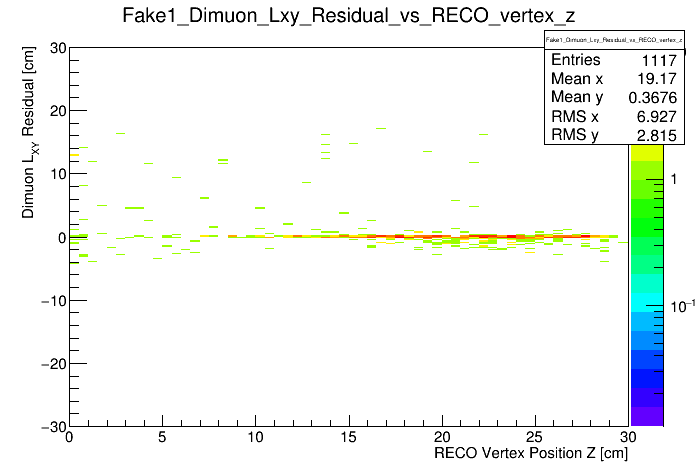 Fake1_Dimuon_Lxy_Residual_vs_RECO_vertex_z
Fake1_Dimuon_Lxy_Residual_vs_RECO_vertex_z
Entries 1117
Mean x 19.17
Mean y 0.3676
RMS x 6.927
RMS y 2.815
Dimuon LXY Residual [cm]
30
20
10
0
−10
−20
−30
0 5 10 15 20 25 30
RECO Vertex Position Z [cm]
1
10−1